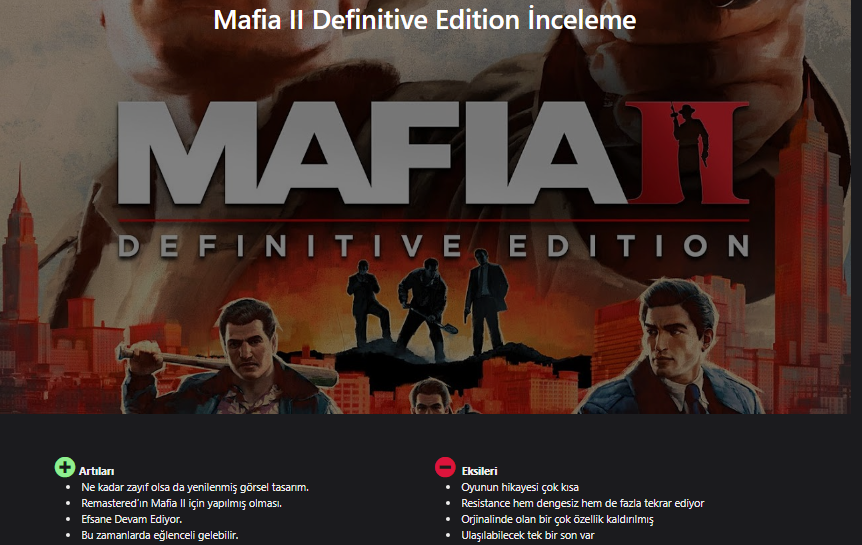 Mafia II Definitive Edition İnceleme
MAFIA II
DEFINITIVE EDITION
Artıları
Ne kadar zayıf olsa da yenilenmiş görsel tasarım.
Remastered'ın Mafia II için yapılmış olması.
Efsane Devam Ediyor.
Bu zamanlarda eğlenceli gelebilir.
Eksileri
Oyunun hikayesi çok kısa
Resistance hem dengesiz hem de fazla tekrar ediyor
Orjinalinde olan bir çok özellik kaldırılmış
Ulaşılabilecek tek bir son var